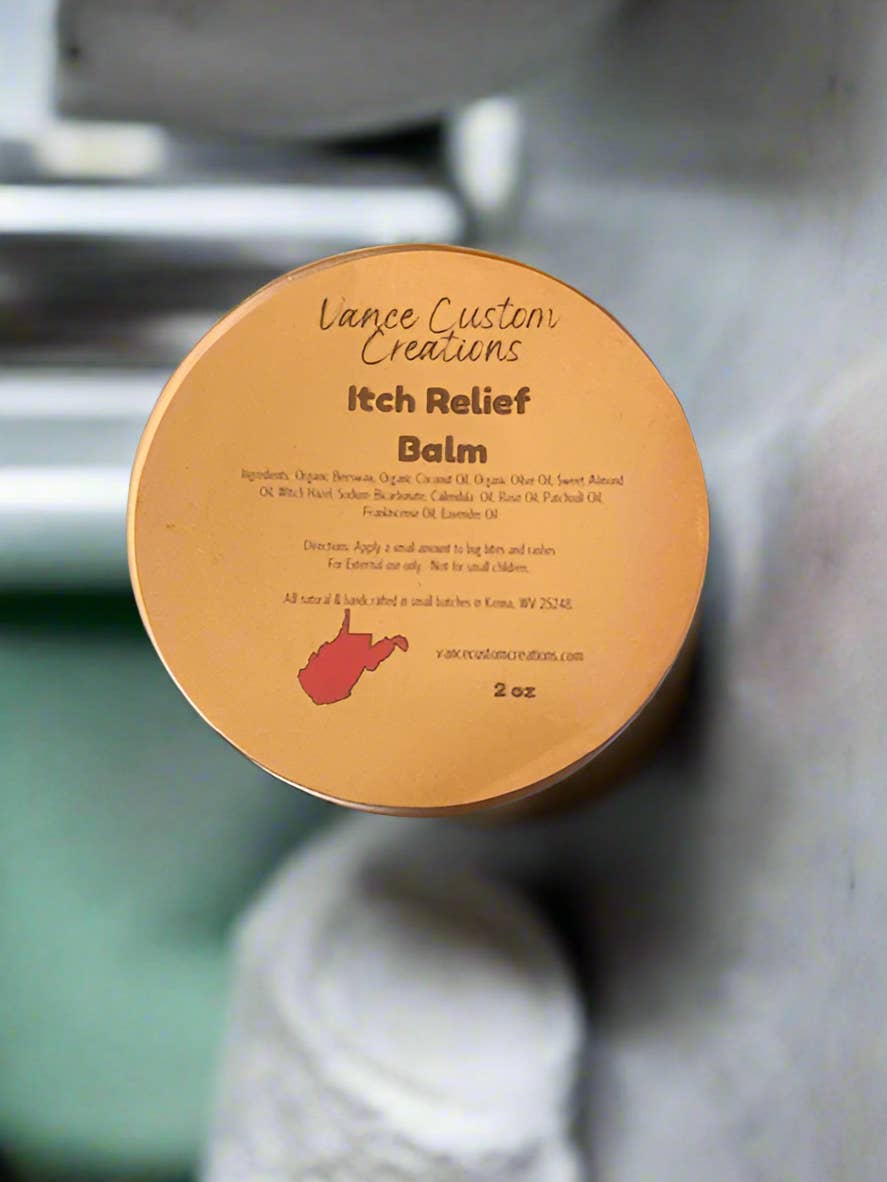 Vance Custom
Creations
Itch Relief
Balm
Ingredients: Organic Beeswax, Organic Coconut Oil, Organic Olive Oil, Sweet Almond
Oil, Witch Hazel, Sodium Bicarbonate, Calendula Oil, Rose Oil, Patchouli Oil,
Frankincense Oil, Lavender Oil
Directions: Apply a small amount to bug bites and rashes
For External use only. Not for small children.
All natural & handcrafted in small batches in Kenna, WV 25248.
vancecustomcreations.com
2 oz